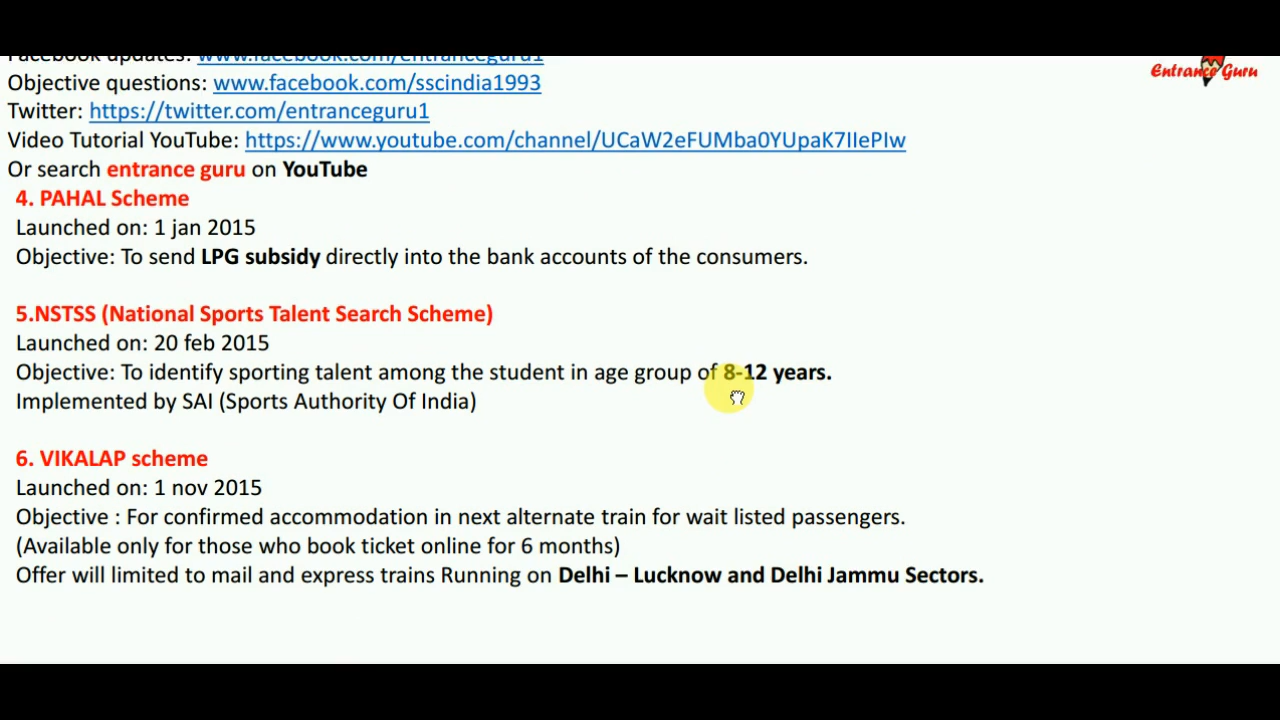 Facebook updates: www.facebook.com/entranceguru1
Entrance Guru
Objective questions: www.facebook.com/sscindia1993
Twitter: https://twitter.com/entranceguru1
Video Tutorial YouTube: https://www.youtube.com/channel/UCaW2eFUMba0YUpaK7IIePIw
Or search entrance guru on YouTube
4. PAHAL Scheme
Launched on: 1 jan 2015
Objective: To send LPG subsidy directly into the bank accounts of the consumers.
5.NSTSS (National Sports Talent Search Scheme)
Launched on: 20 feb 2015
Objective: To identify sporting talent among the student in age group of 8-12 years.
Implemented by SAI (Sports Authority Of India)
6. VIKALAP scheme
Launched on: 1 nov 2015
Objective : For confirmed accommodation in next alternate train for wait listed passengers.
(Available only for those who book ticket online for 6 months)
Offer will limited to mail and express trains Running on Delhi – Lucknow and Delhi Jammu Sectors.